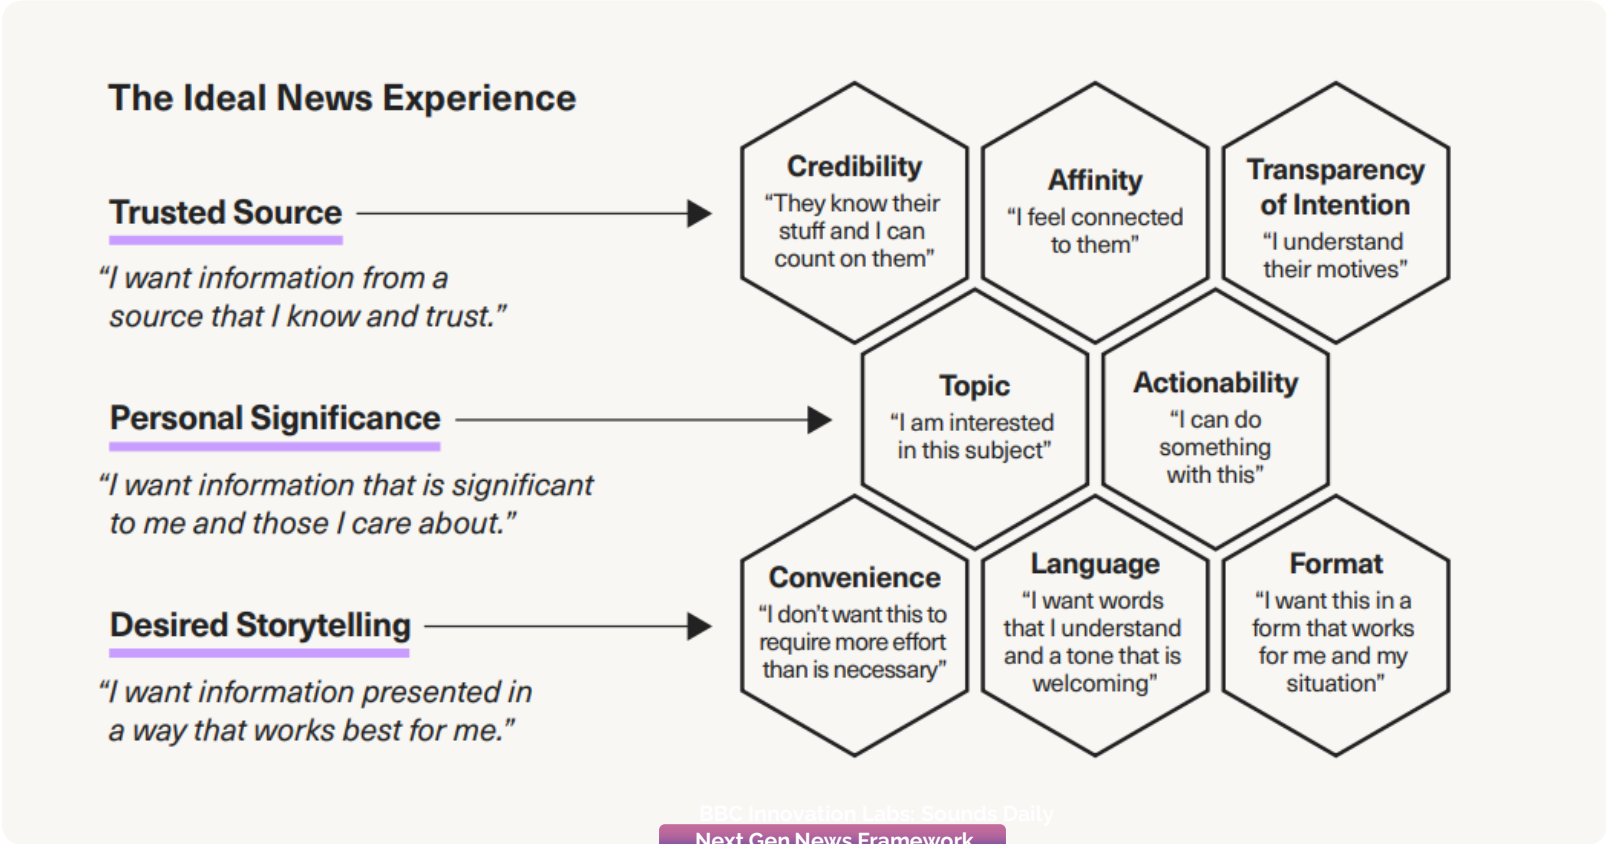 The Ideal News Experience
Trusted Source
“I want information from a
source that I know and trust.”
Credibility
“They know their
stuff and I can
count on them”
Affinity
“I feel connected
to them”
Transparency
of Intention
“I understand
their motives”
Personal Significance
“I want information that is significant
to me and those I care about.”
Topic
“I am interested
in this subject”
Actionability
“I can do
something
with this”
Desired Storytelling
“I want information presented in
a way that works best for me.”
Convenience
“I don’t want this to
require more effort
than is necessary”
Language
“I want words
that I understand
and a tone that is
welcoming”
Format
“I want this in a
form that works
for me and my
situation”
BBC Innovation Labs: Sounds Daily
Next Gen News Framework